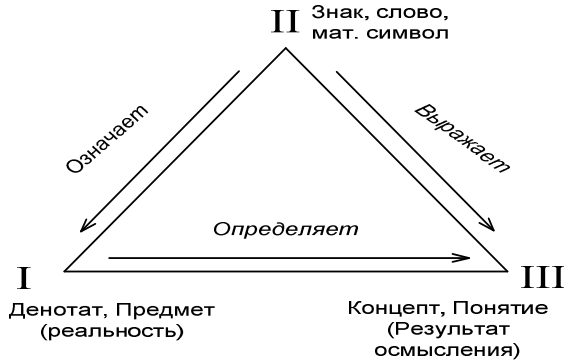 II
Знак, слово,
мат. символ
Означает
Выражает
Определяет
I
III
Денотат, Предмет
(реальность)
Концепт, Понятие
(Результат
осмысления)